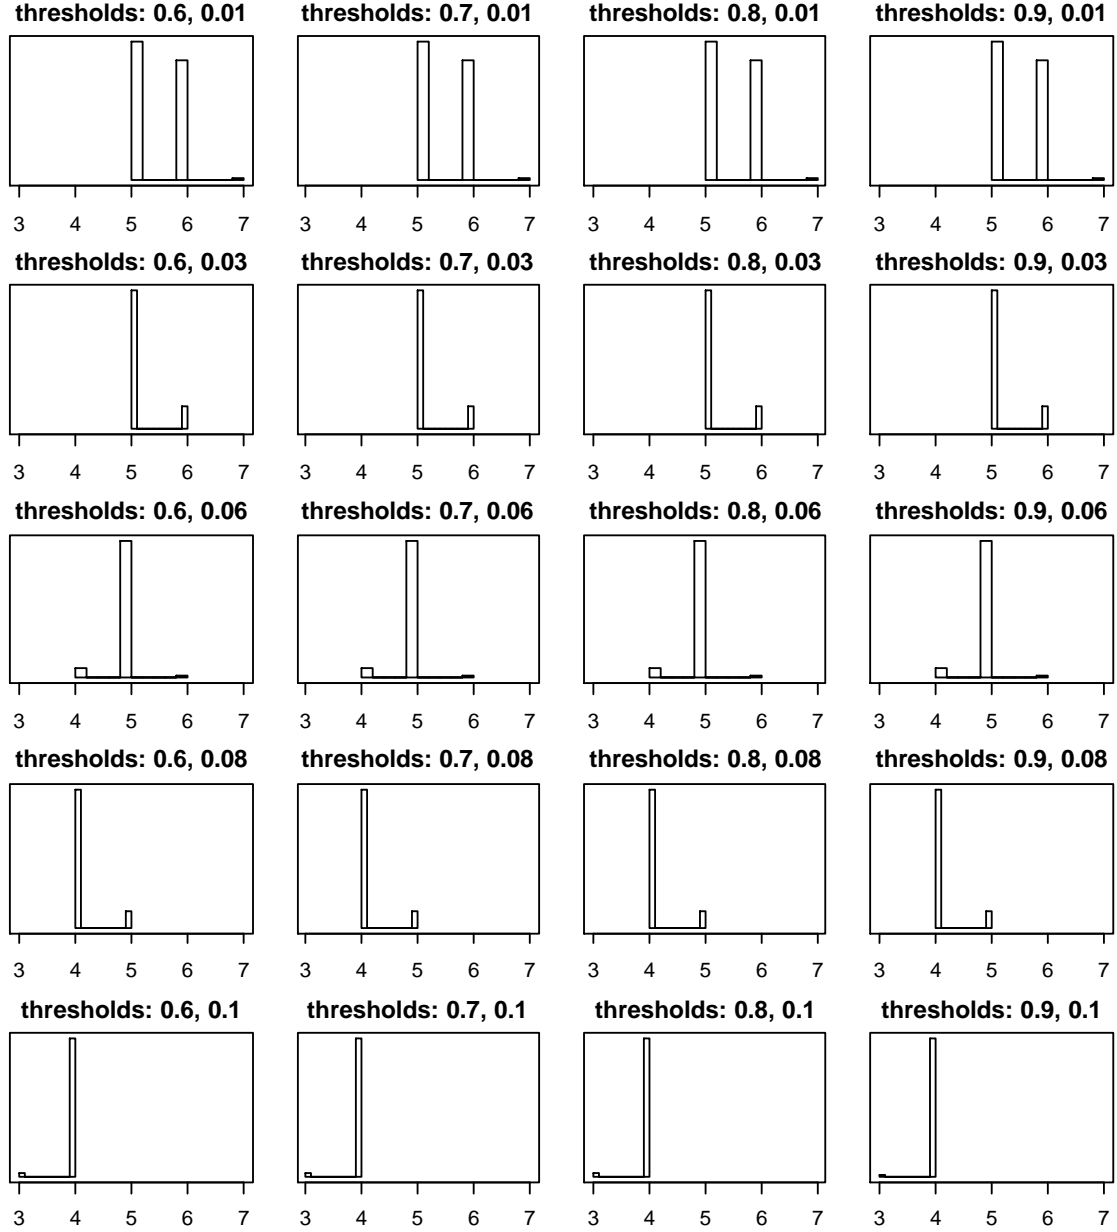 thresholds: 0.6, 0.01 thresholds: 0.7, 0.01 thresholds: 0.8, 0.01 thresholds: 0.9, 0.01
3 4 5 6 7 3 4 5 6 7 3 4 5 6 7 3 4 5 6 7
thresholds: 0.6, 0.03 thresholds: 0.7, 0.03 thresholds: 0.8, 0.03 thresholds: 0.9, 0.03
3 4 5 6 7 3 4 5 6 7 3 4 5 6 7 3 4 5 6 7
thresholds: 0.6, 0.06 thresholds: 0.7, 0.06 thresholds: 0.8, 0.06 thresholds: 0.9, 0.06
3 4 5 6 7 3 4 5 6 7 3 4 5 6 7 3 4 5 6 7
thresholds: 0.6, 0.08 thresholds: 0.7, 0.08 thresholds: 0.8, 0.08 thresholds: 0.9, 0.08
3 4 5 6 7 3 4 5 6 7 3 4 5 6 7 3 4 5 6 7
thresholds: 0.6, 0.1 thresholds: 0.7, 0.1 thresholds: 0.8, 0.1 thresholds: 0.9, 0.1
3 4 5 6 7 3 4 5 6 7 3 4 5 6 7 3 4 5 6 7